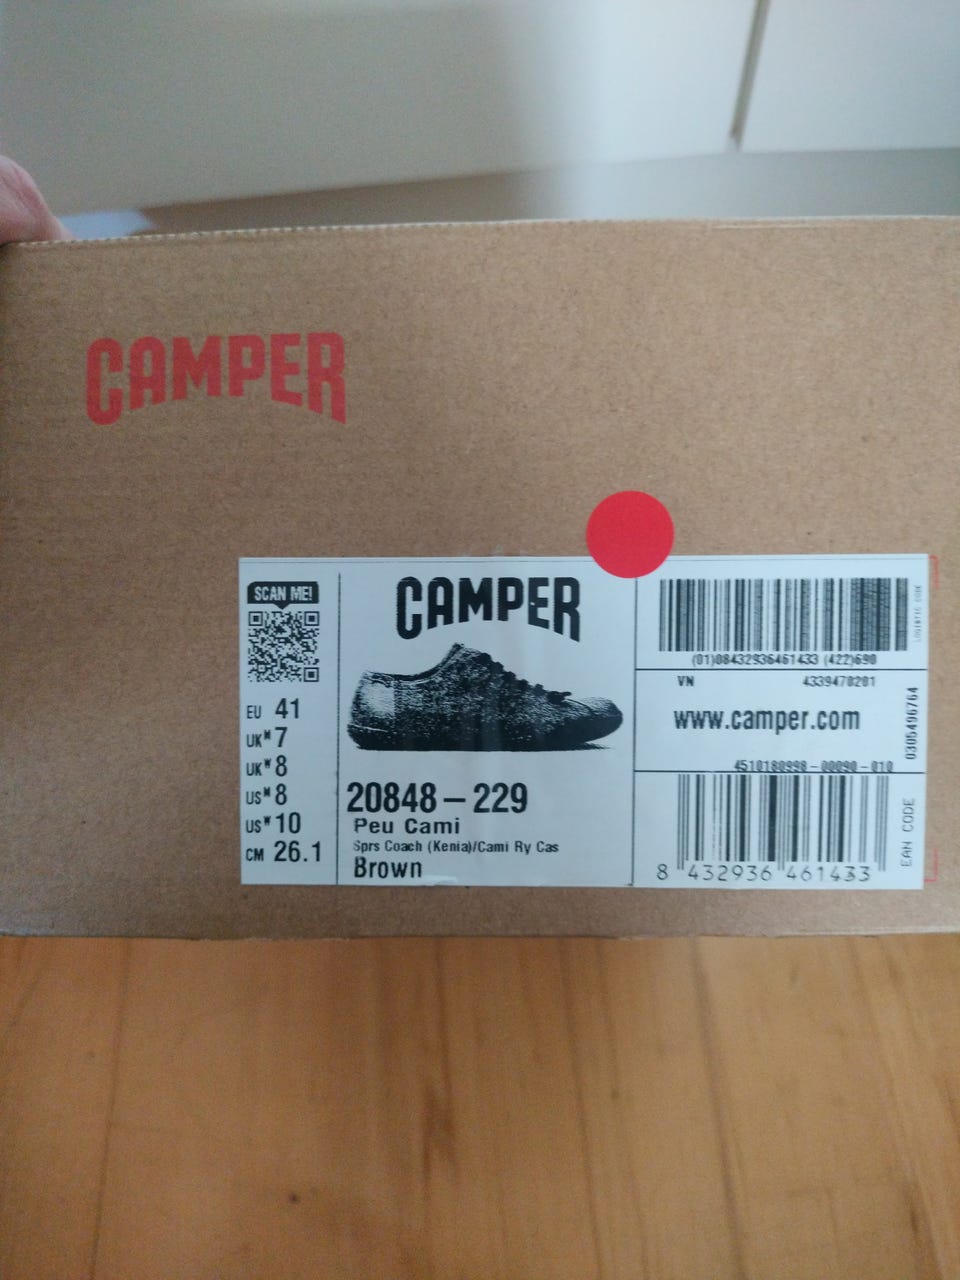 CAMPER
SCAN ME!
EU 41
UK M 7
UK W 8
US M 8
US W 10
CM 26.1
CAMPER
20848-229
Peu Cami
Sprs Coach (Kenia)/Cami Ry Cas
Brown
(01)08432936461433 (422)690
LOGISTIC CODE
VN 4339470201
www.camper.com
0305496764
4510180998-00090-010
8 432936 461433
EAN CODE